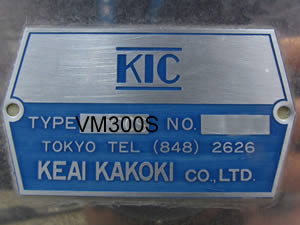 KIC
TYPE VM300S NO.
TOKYO TEL (848) 2626
KEAI KAKOKI CO., LTD.